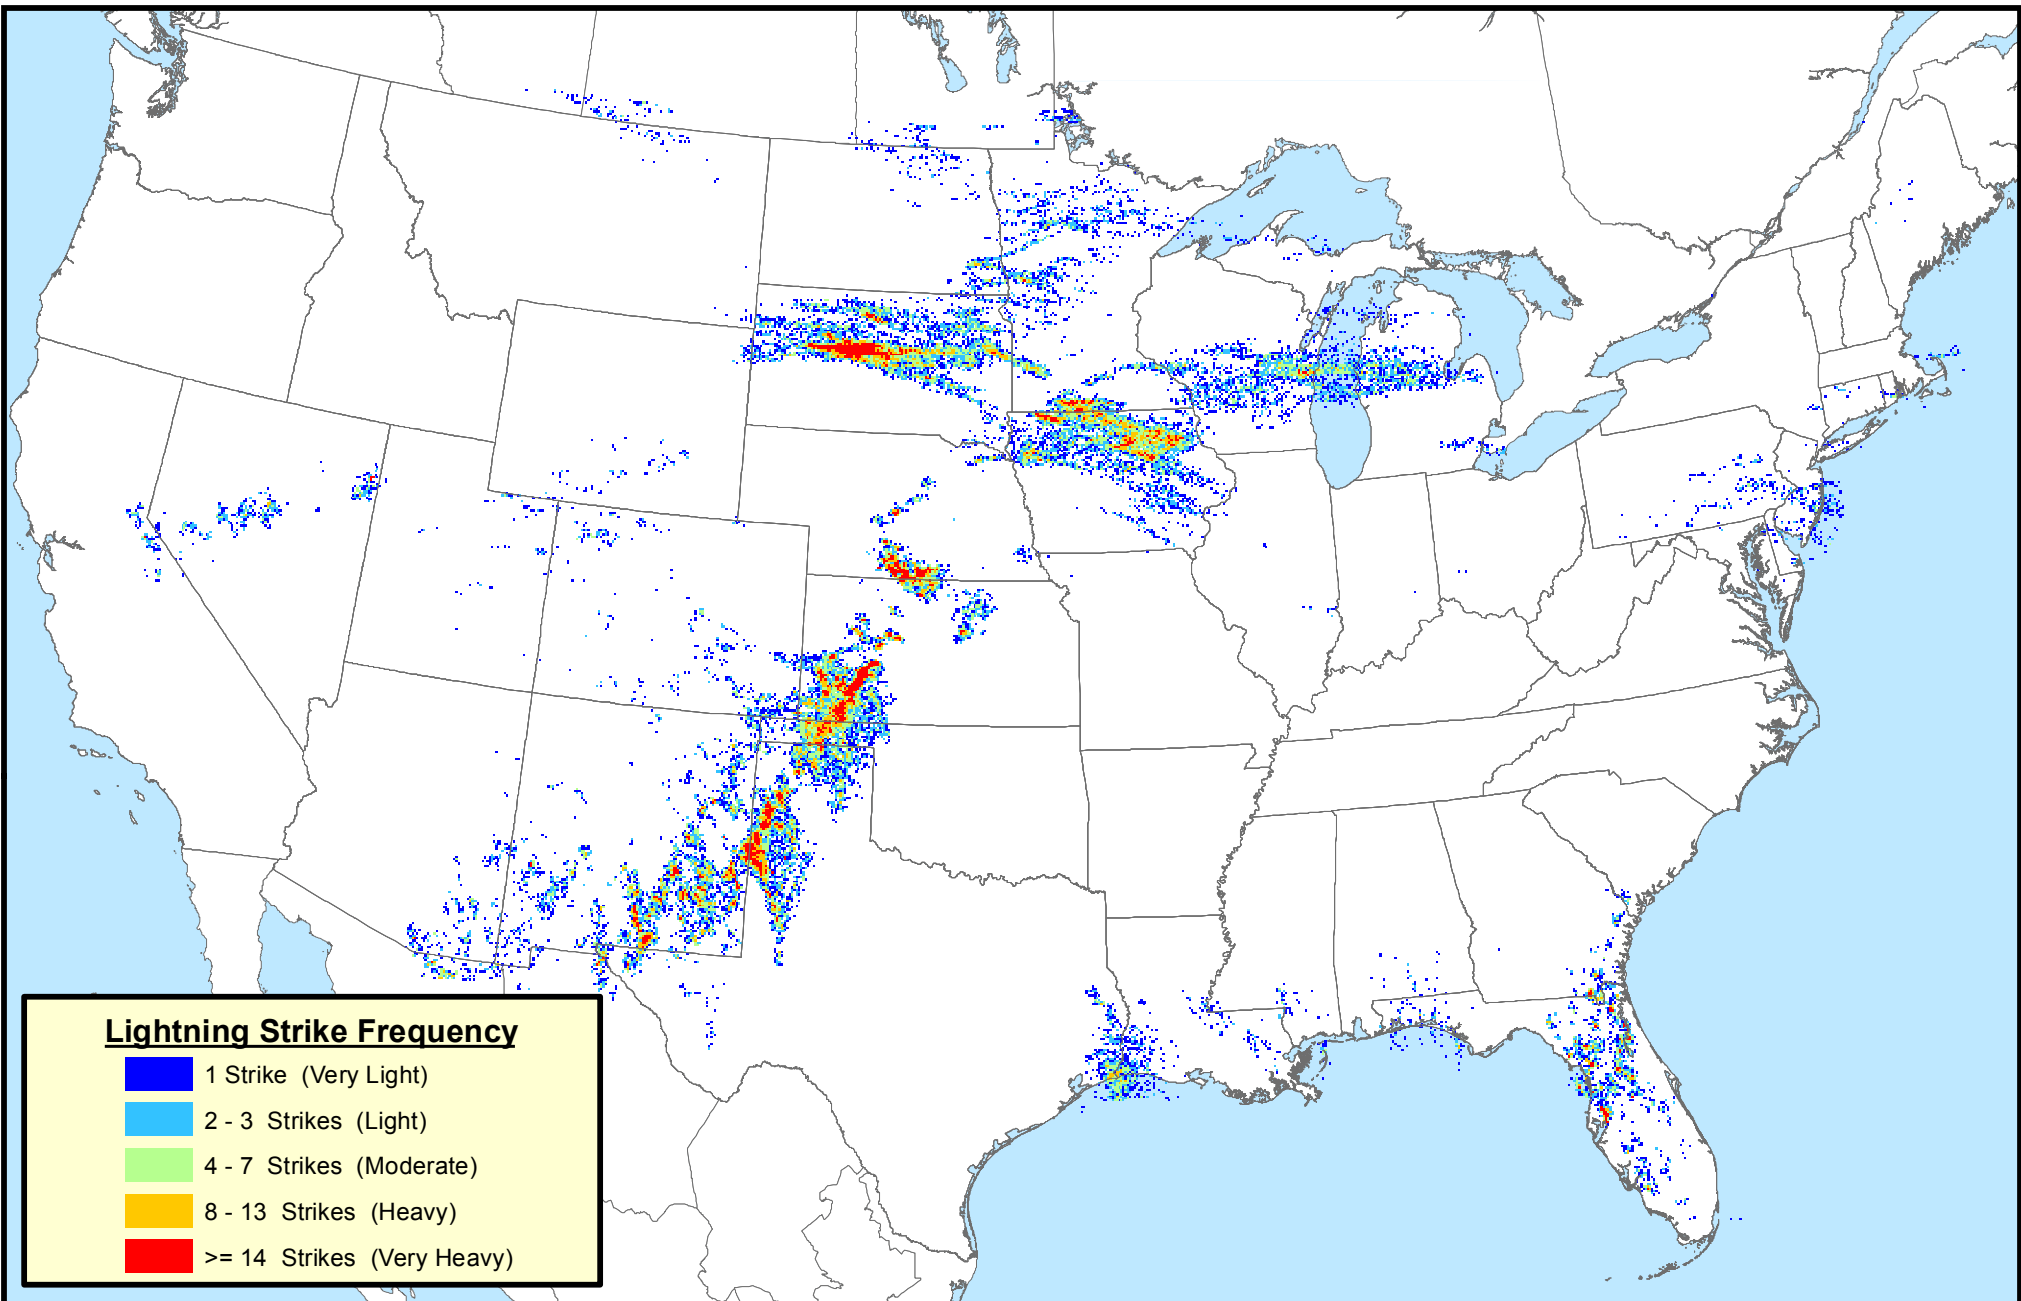 Lightning Strike Frequency
1 Strike (Very Light)
2 - 3 Strikes (Light)
4 - 7 Strikes (Moderate)
8 - 13 Strikes (Heavy)
>= 14 Strikes (Very Heavy)